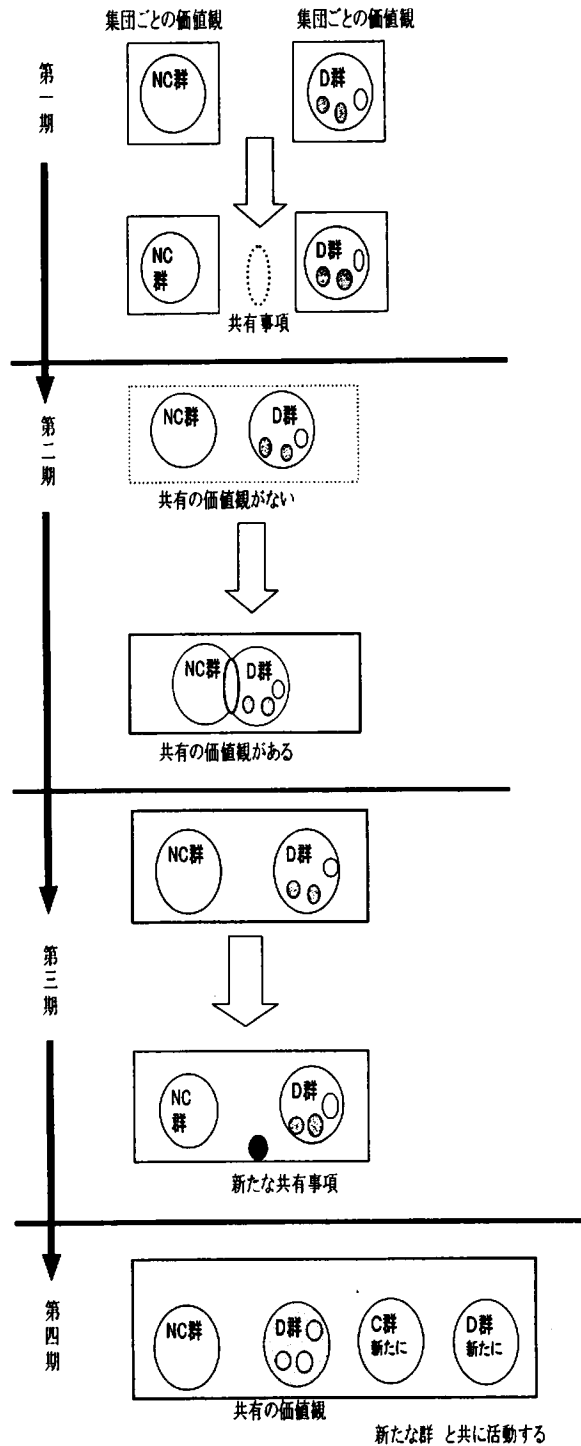 集団ごとの価値観
集団ごとの価値観
第一期
NC群
D群
NC
群
D群
共有事項
第二期
NC群
D群
共有の価値観がない
NC群
D群
共有の価値観がある
第三期
NC群
D群
NC
群
D群
新たな共有事項
第四期
NC群
D群
C群
新たに
D群
新たに
共有の価値観
新たな群 と共に活動する